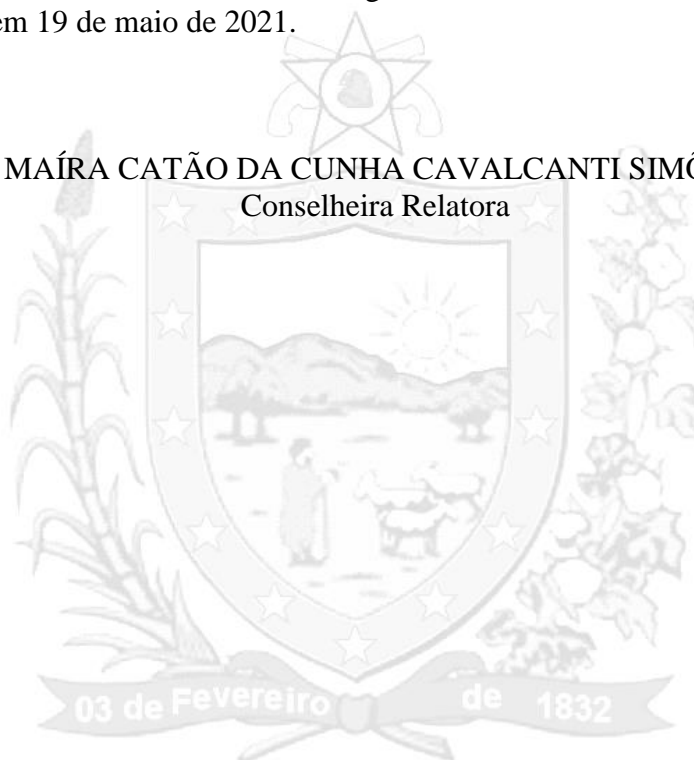 em 19 de maio de 2021.
MAÍRA CATÃO DA CUNHA CAVALCANTI
Conselheira Relatora
03 de Fevereiro de 1832